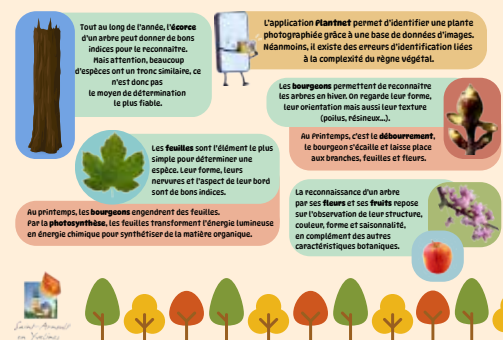 Tout au long de l'année, l'écorce
d'un arbre peut donner de bons
indices pour le reconnaitre.
Mais attention, beaucoup
d'espèces ont un tronc similaire, ce
n'est donc pas
le moyen de détermination
le plus fiable.
L'application Plantnet permet d'identifier une plante
photographiée grâce à une base de données d'images.
Néanmoins, il existe des erreurs d'identification liées
à la complexité du règne végétal.
Les bourgeons permettent de reconnaître
les arbres en hiver. On regarde leur forme,
leur orientation mais aussi leur texture
(poilus, résineux...).
Au Printemps, c'est le débourrement,
le bourgeon s'écaille et laisse place
aux branches, feuilles et fleurs.
Les feuilles sont l'élément le plus
simple pour déterminer une
espèce. Leur forme, leurs
nervures et l'aspect de leur bord
sont de bons indices.
Au printemps, les bourgeons engendrent des feuilles.
Par la photosynthèse, les feuilles transforment l'énergie lumineuse
en énergie chimique pour synthétiser de la matière organique.
La reconnaissance d'un arbre
par ses fleurs et ses fruits repose
sur l'observation de leur structure,
couleur, forme et saisonnalité,
en complément des autres
caractéristiques botaniques.
Saint-Arnoult
en Yvelines